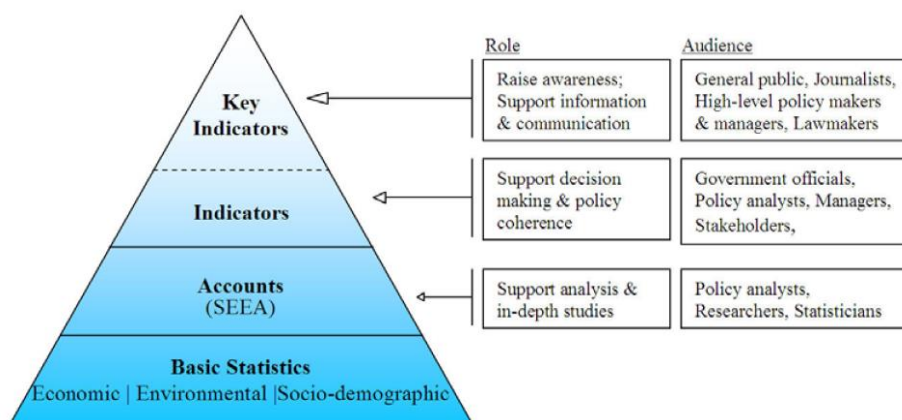 Role
Audience
Key
Indicators
Raise awareness;
Support information
& communication
General public, Journalists,
High-level policy makers
& managers, Lawmakers
Indicators
Support decision
making & policy
coherence
Government officials,
Policy analysts, Managers,
Stakeholders,
Accounts
(SEEA)
Support analysis &
in-depth studies
Policy analysts,
Researchers, Statisticians
Basic Statistics
Economic | Environmental |Socio-demographic